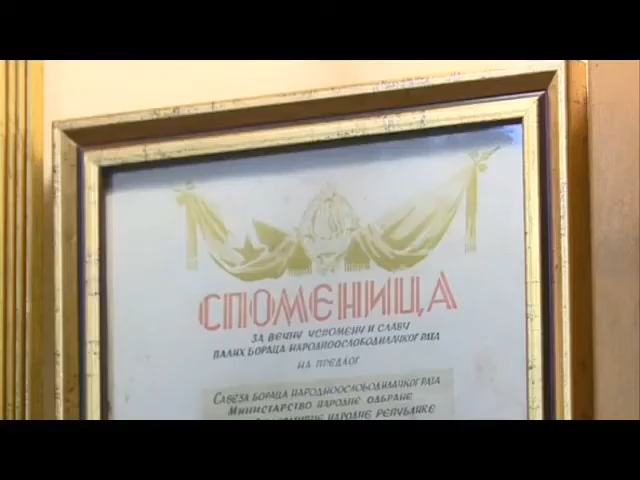 СПОМЕНИЦА
ЗА ВЕЧНУ УСПОМЕНУ И СЛАВУ
ПАЛИХ БОРАЦА НАРОДНООСЛОБОДИЛАЧКОГ РАТА
НА ПРЕДЛОГ
САВЕЗА БОРАЦА НАРОДНООСЛОБОДИЛАЧКОГ РАТА
МИНИСТАРСТВО НАРОДНЕ ОДБРАНЕ
НАРОДНЕ РЕПУБЛИКЕ